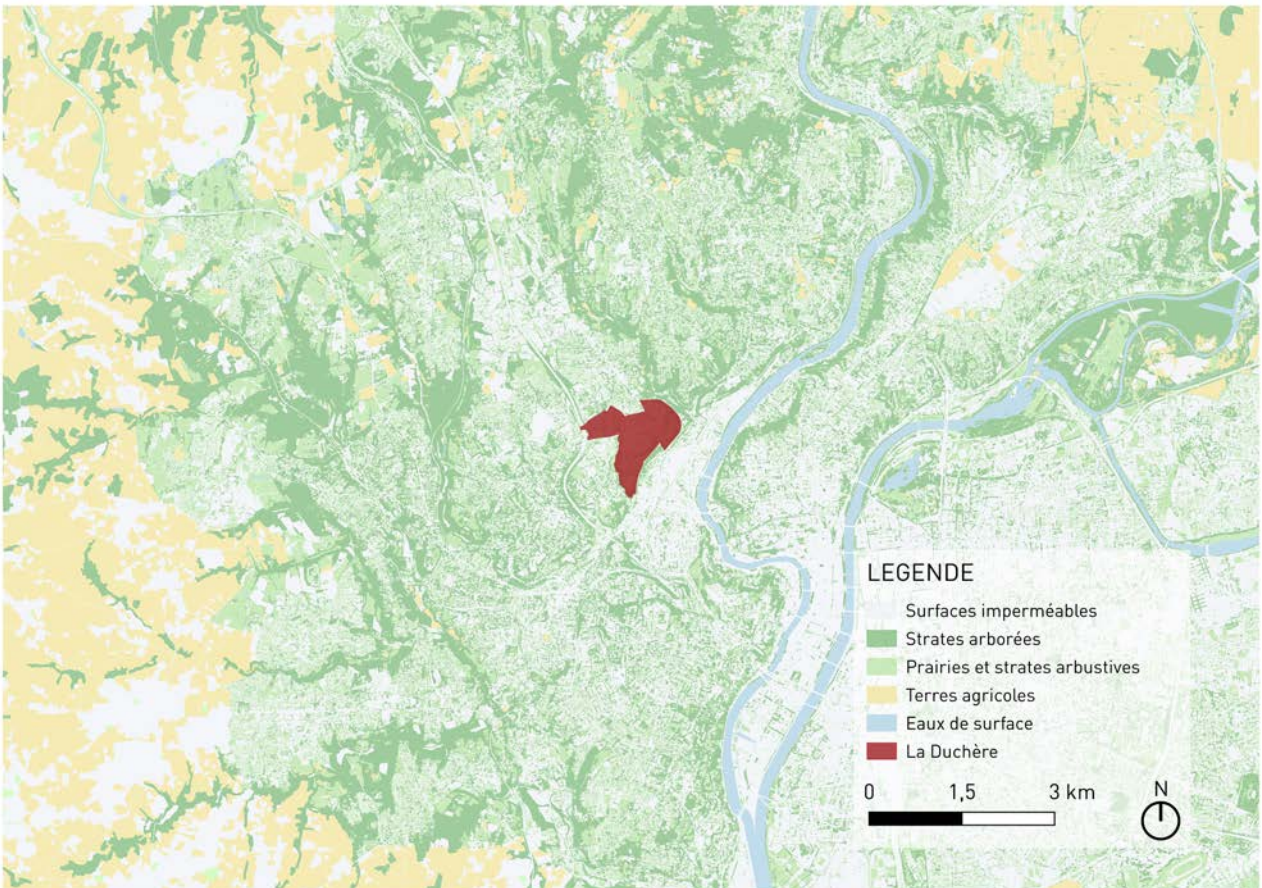 LEGENDE
Surfaces imperméables
Strates arborées
Prairies et strates arbustives
Terres agricoles
Eaux de surface
La Duchère
0 1,5 3 km
N